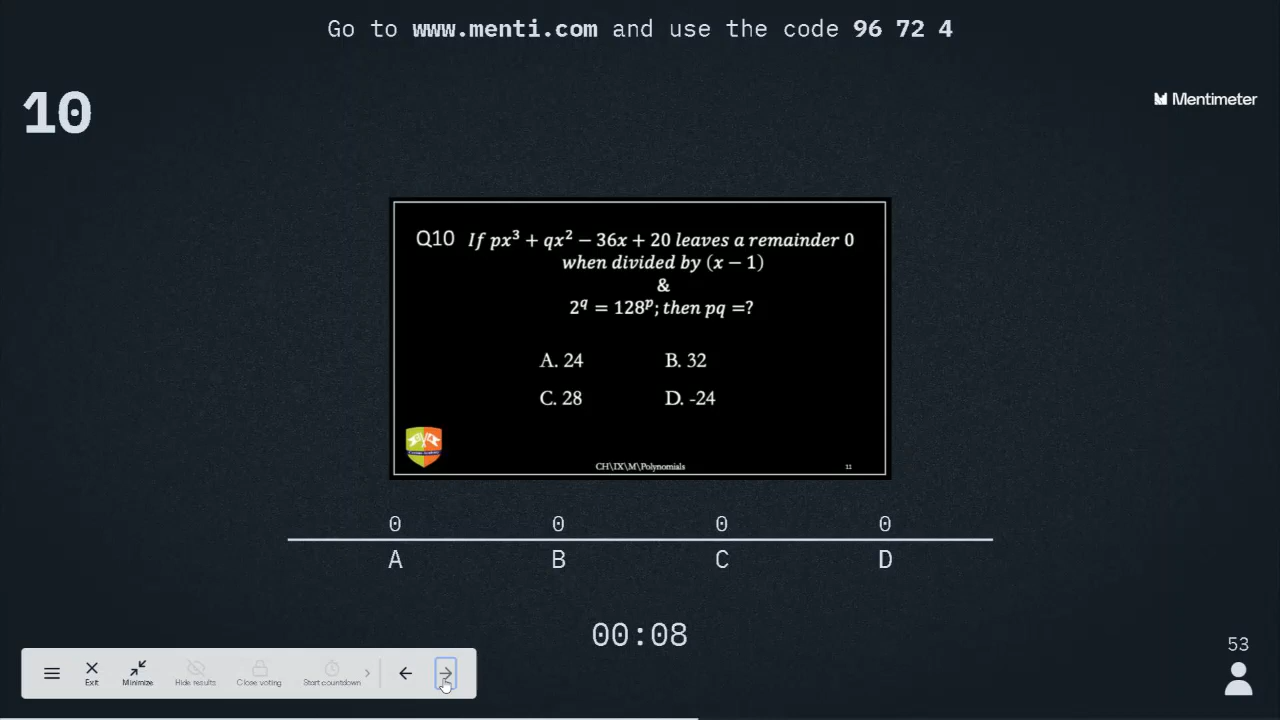 Go to www.menti.com and use the code 96 72 4
10
Mentimeter
Q10 If px³ + qx² − 36x + 20 leaves a remainder 0
when divided by (x − 1)
&
2^q = 128^p; then pq =?
A. 24 B. 32
C. 28 D. -24
CH\IX\M\Polynomials 11
0 0 0 0
A B C D
00:08
53
Exit Minimize Hide results Close voting Start countdown